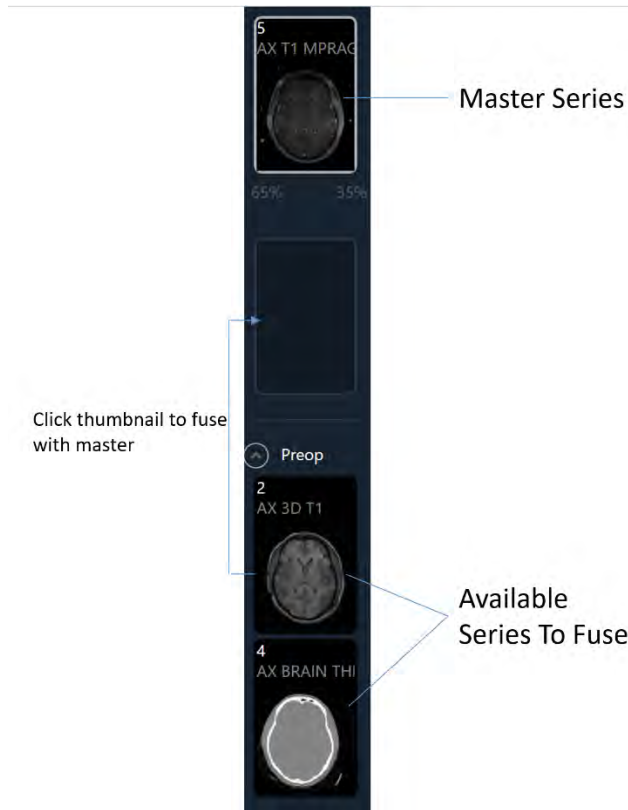 5
AX T1 MPRAG
Master Series
65% 35%
Click thumbnail to fuse
with master
Preop
2
AX 3D T1
Available
Series To Fuse
4
AX BRAIN THI